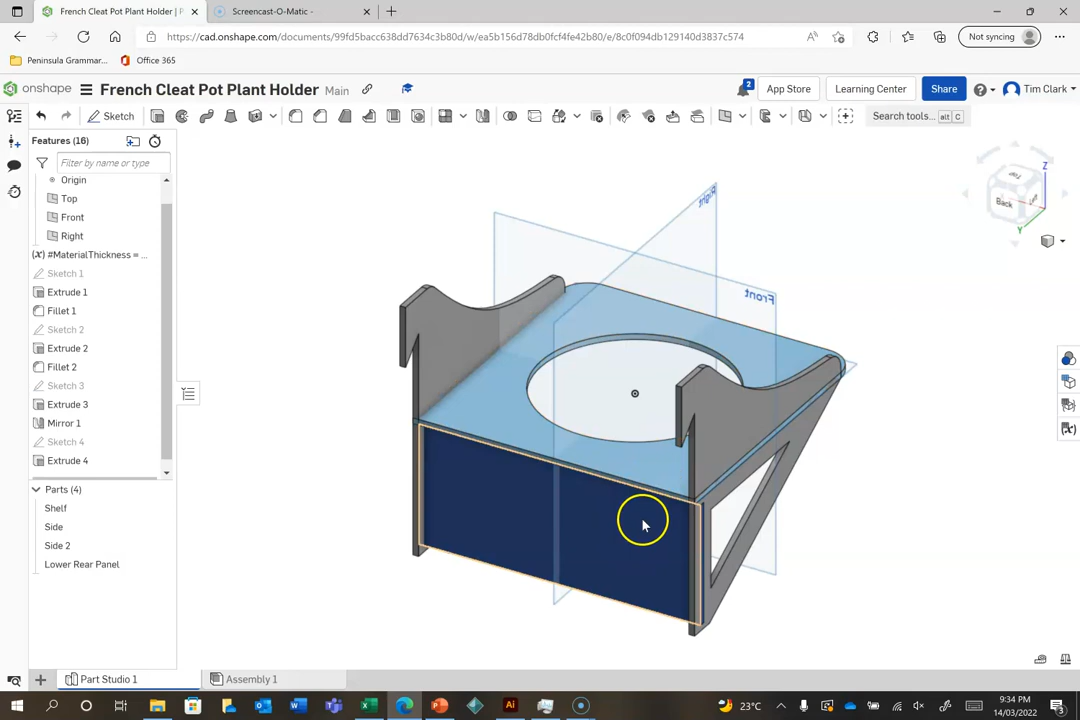 French Cleat Pot Plant Holder |
Screencast-O-Matic -
https://cad.onshape.com/documents/99fd5bacc638dd7634c3b80d/w/ea5b156d78db0fcf4fe42b80/e/8c0f094db129140d3837c574
Not syncing
Peninsula Grammar...
Office 365
onshape
French Cleat Pot Plant Holder Main
2
App Store
Learning Center
Share
Tim Clark
Sketch
Search tools... alt C
Features (16)
Filter by name or type
Origin
Top
Front
Right
(x) #MaterialThickness = ...
Sketch 1
Extrude 1
Fillet 1
Sketch 2
Extrude 2
Fillet 2
Sketch 3
Extrude 3
Mirror 1
Sketch 4
Extrude 4
Parts (4)
Shelf
Side
Side 2
Lower Rear Panel
Right
Front
Top
Back
Left
Z
Y
Part Studio 1
Assembly 1
23°C
9:34 PM
14/03/2022
3